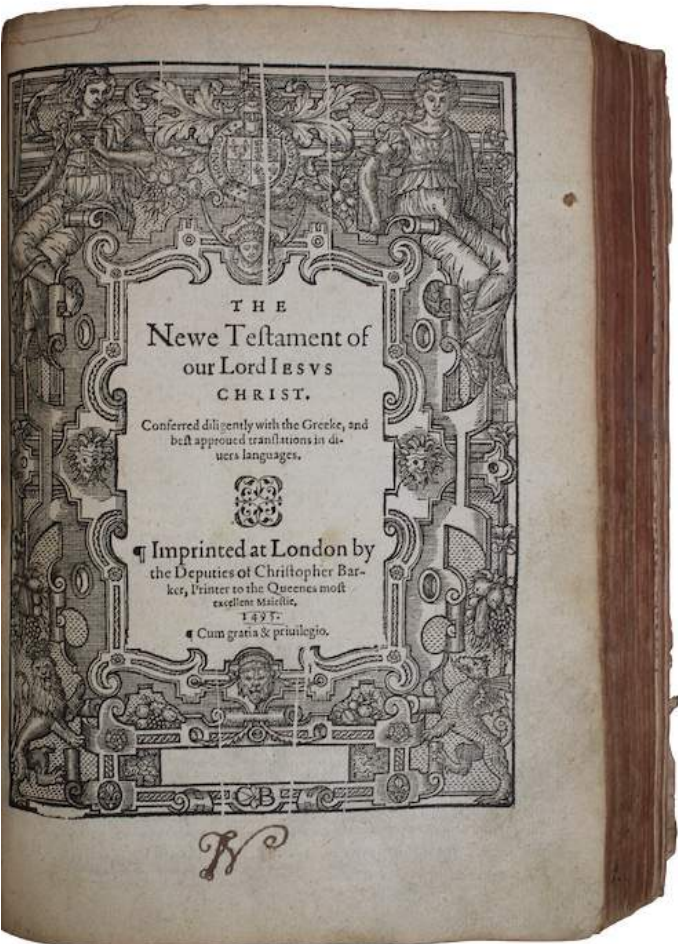 THE
Newe Teſtament of
our Lord IESVS
CHRIST.
Conferred diligently with the Greeke, and
beſt approued tranſlations in di-
uers languages.
¶ Imprinted at London by
the Deputies of Chriſtopher Bar-
ker, Printer to the Queenes moſt
excellent Maieſtie.
1495.
¶ Cum gratia & priuilegio.
CB